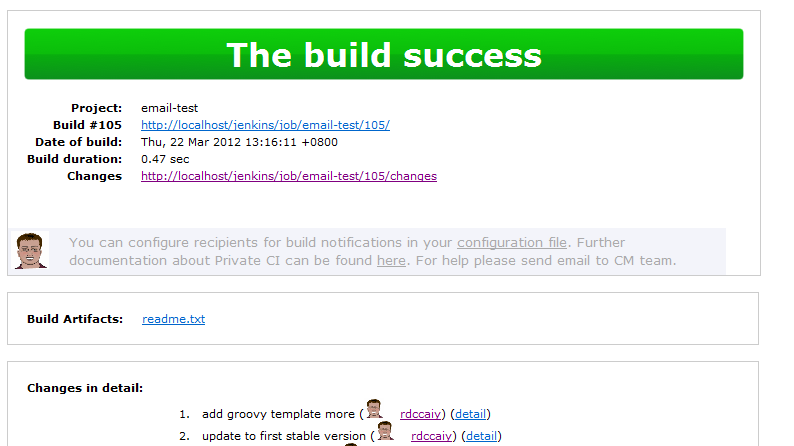 The build success
Project: email-test
Build #105 http://localhost/jenkins/job/email-test/105/
Date of build: Thu, 22 Mar 2012 13:16:11 +0800
Build duration: 0.47 sec
Changes http://localhost/jenkins/job/email-test/105/changes
You can configure recipients for build notifications in your configuration file. Further
documentation about Private CI can be found here. For help please send email to CM team.
Build Artifacts: readme.txt
Changes in detail:
1. add groovy template more ( rdccaiy) (detail)
2. update to first stable version ( rdccaiy) (detail)